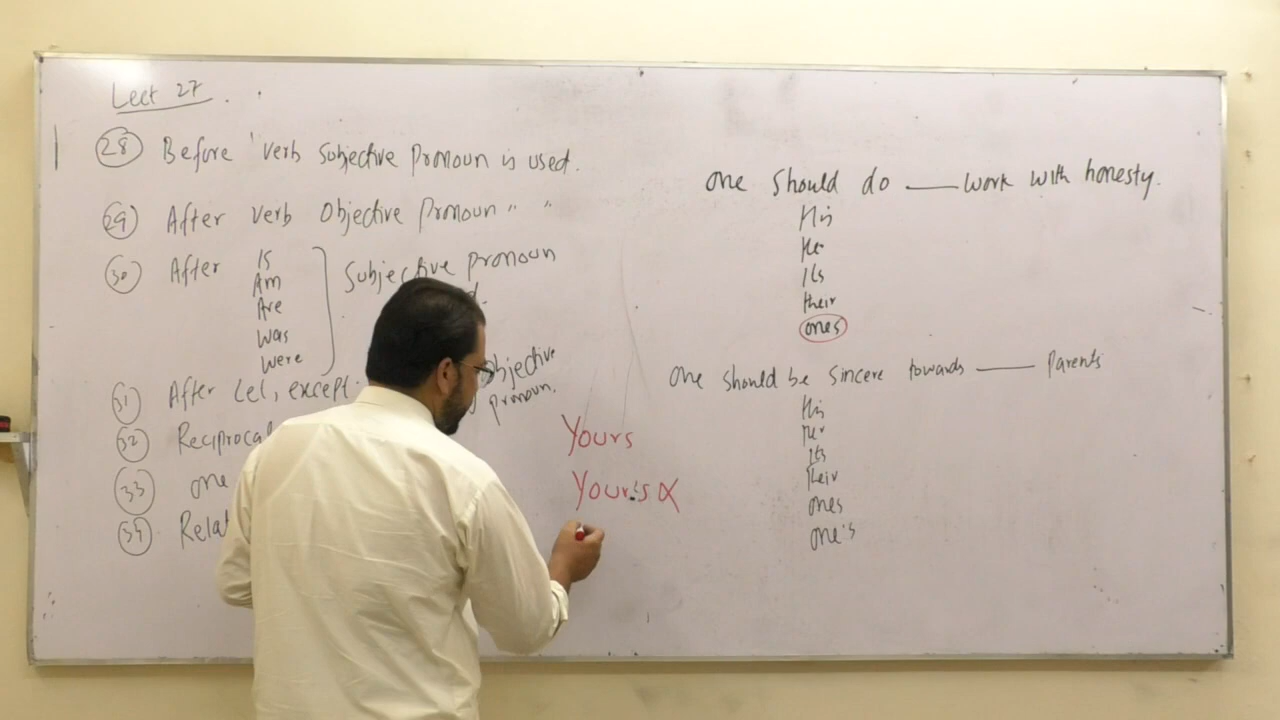 Lect 27
28 Before verb subjective pronoun is used.
29 After verb objective pronoun " "
30 After Is Subjective pronoun
Am
Are
Was
Were
31 After Let, except objective
pronoun.
32 Reciprocal
33 one
34 Relat
Yours
Your's X
one should do ___ work with honesty.
His
Her
Its
their
ones
one should be sincere towards ___ Parents
His
Her
Its
Their
ones
one's